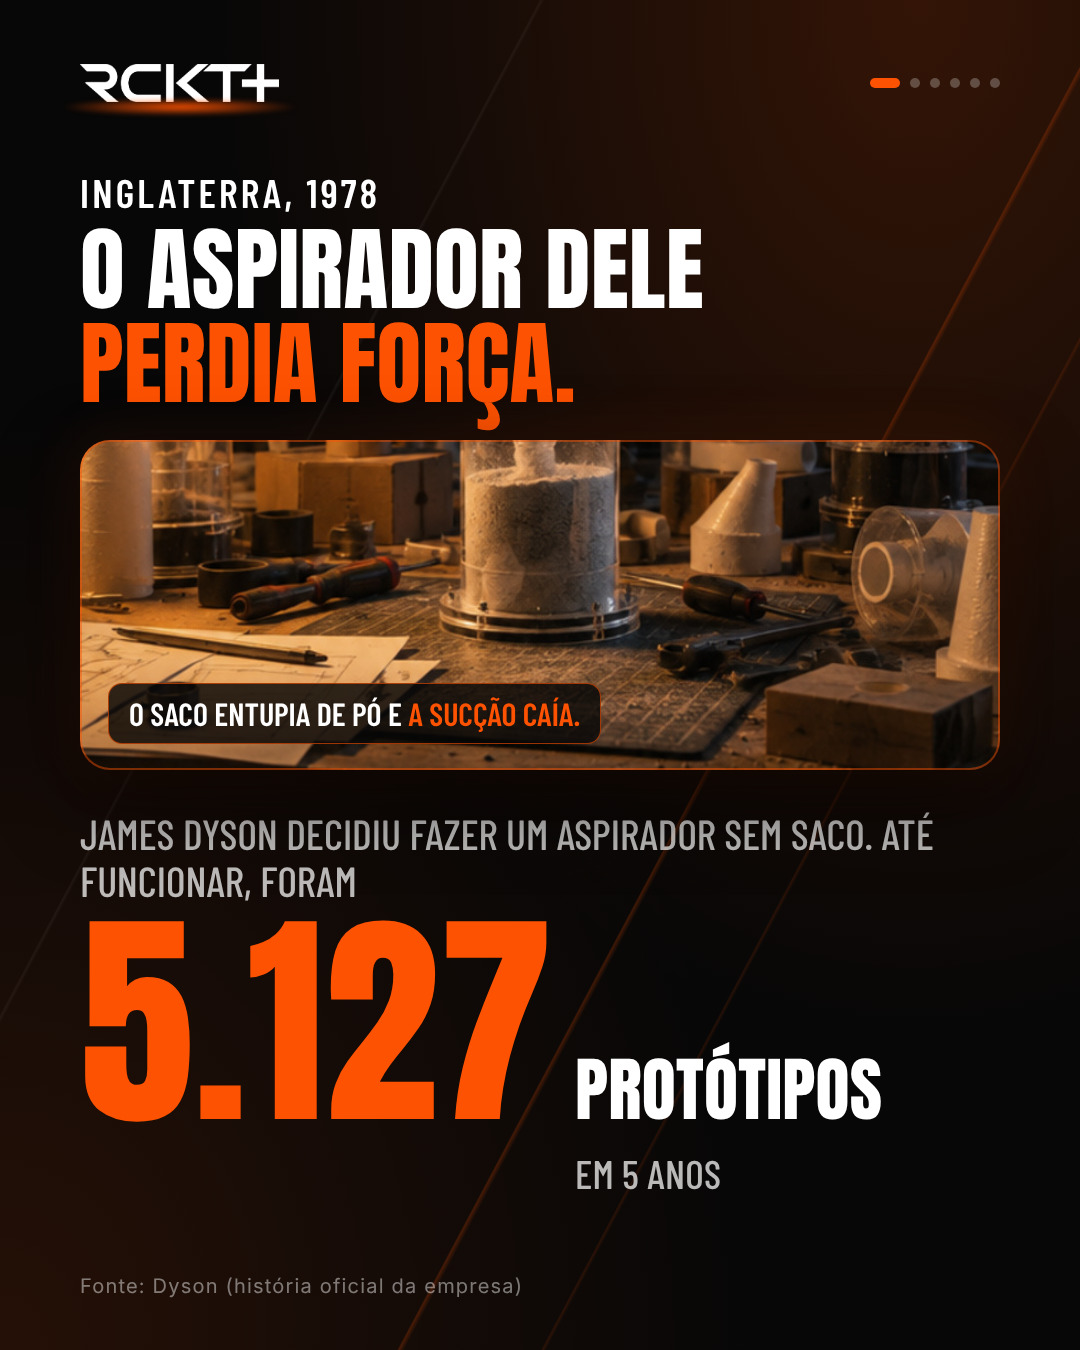 RCKT+
INGLATERRA, 1978
O ASPIRADOR DELE
PERDIA FORÇA.
O SACO ENTUPIA DE PÓ E A SUCÇÃO CAÍA.
JAMES DYSON DECIDIU FAZER UM ASPIRADOR SEM SACO. ATÉ
FUNCIONAR, FORAM
5.127 PROTÓTIPOS
EM 5 ANOS
Fonte: Dyson (história oficial da empresa)